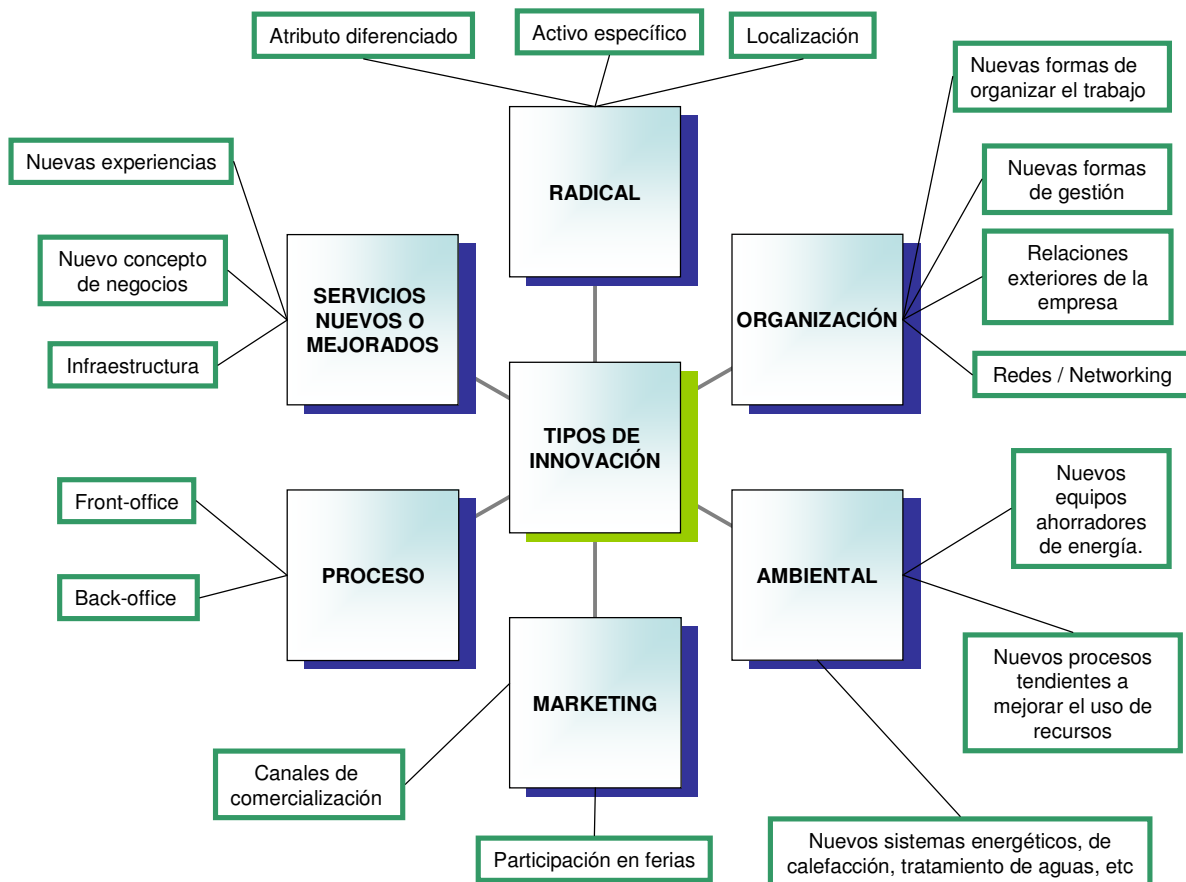 Atributo diferenciado
Activo específico
Localización
RADICAL
Nuevas formas de
organizar el trabajo
Nuevas formas
de gestión
Relaciones
exteriores de la
empresa
Redes / Networking
ORGANIZACIÓN
Nuevas experiencias
Nuevo concepto
de negocios
Infraestructura
SERVICIOS
NUEVOS O
MEJORADOS
TIPOS DE
INNOVACIÓN
Front-office
Back-office
PROCESO
AMBIENTAL
Nuevos
equipos
ahorradores
de energía.
Nuevos procesos
tendientes a
mejorar el uso de
recursos
Nuevos sistemas energéticos, de
calefacción, tratamiento de aguas, etc
MARKETING
Canales de
comercialización
Participación en ferias